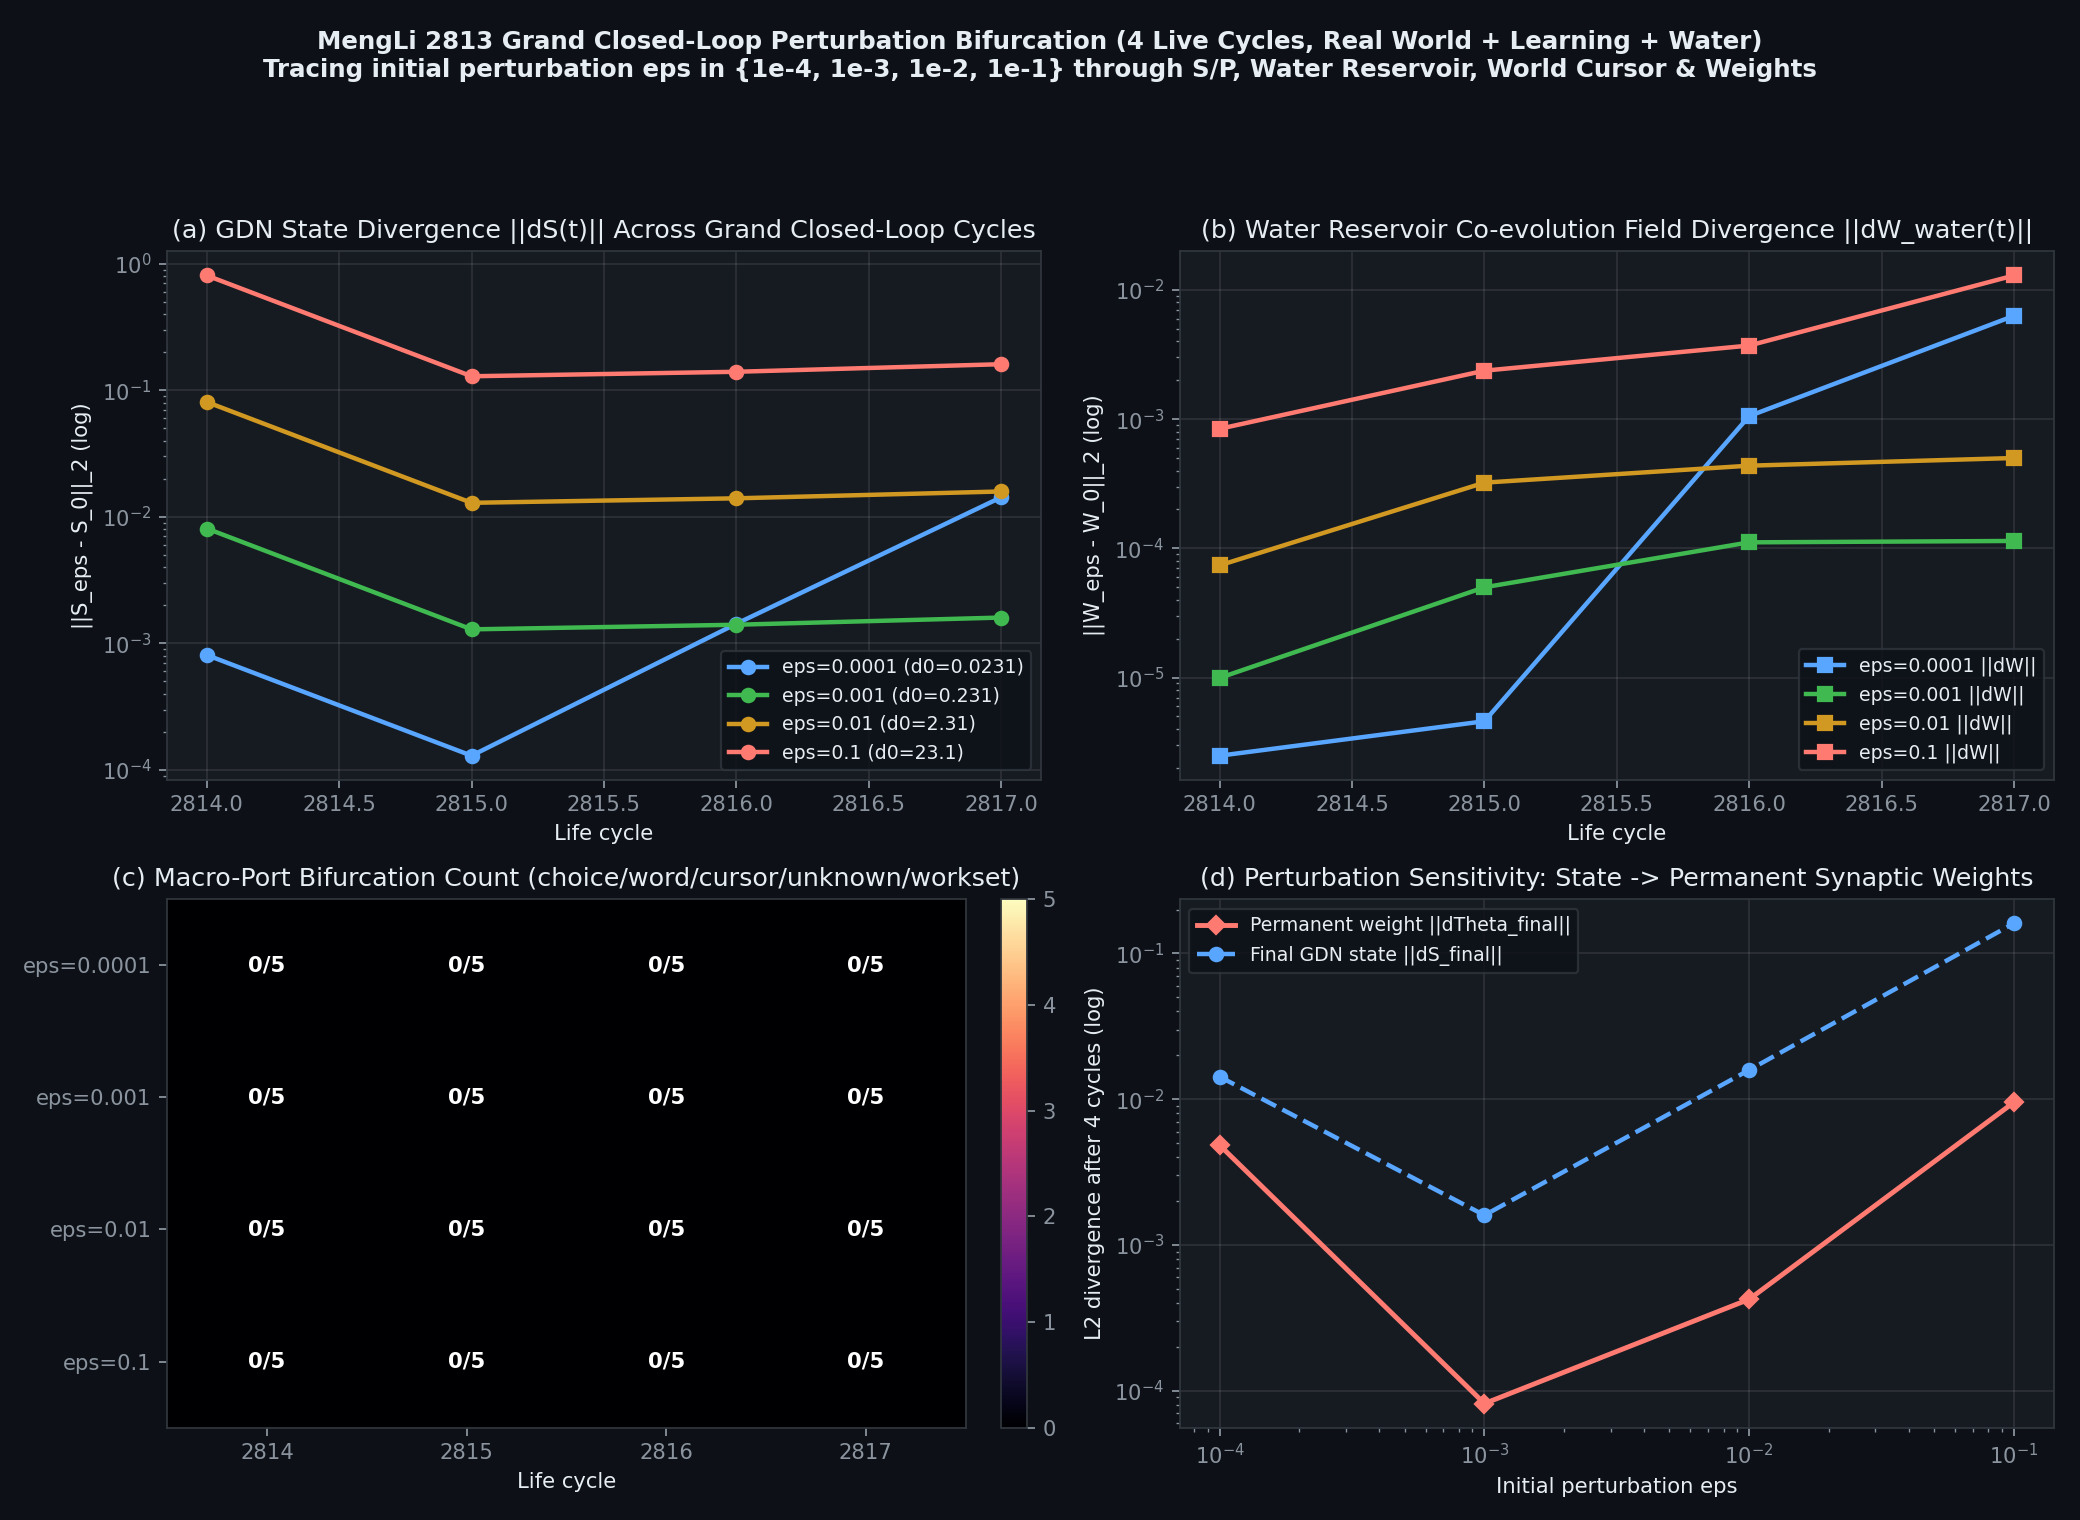 MengLi 2813 Grand Closed-Loop Perturbation Bifurcation (4 Live Cycles, Real World + Learning + Water)
Tracing initial perturbation eps in {1e-4, 1e-3, 1e-2, 1e-1} through S/P, Water Reservoir, World Cursor & Weights
(a) GDN State Divergence ||dS(t)|| Across Grand Closed-Loop Cycles
||S_eps - S_0||_2 (log)
10⁰
10⁻¹
10⁻²
10⁻³
10⁻⁴
eps=0.0001 (d0=0.0231)
eps=0.001 (d0=0.231)
eps=0.01 (d0=2.31)
eps=0.1 (d0=23.1)
2814.0 2814.5 2815.0 2815.5 2816.0 2816.5 2817.0
Life cycle
(b) Water Reservoir Co-evolution Field Divergence ||dW_water(t)||
||W_eps - W_0||_2 (log)
10⁻²
10⁻³
10⁻⁴
10⁻⁵
eps=0.0001 ||dW||
eps=0.001 ||dW||
eps=0.01 ||dW||
eps=0.1 ||dW||
2814.0 2814.5 2815.0 2815.5 2816.0 2816.5 2817.0
Life cycle
(c) Macro-Port Bifurcation Count (choice/word/cursor/unknown/workset)
eps=0.0001 0/5 0/5 0/5 0/5
eps=0.001 0/5 0/5 0/5 0/5
eps=0.01 0/5 0/5 0/5 0/5
eps=0.1 0/5 0/5 0/5 0/5
2814 2815 2816 2817
Life cycle
5
4
3
2
1
0
(d) Perturbation Sensitivity: State -> Permanent Synaptic Weights
L2 divergence after 4 cycles (log)
Permanent weight ||dTheta_final||
Final GDN state ||dS_final||
10⁻¹
10⁻²
10⁻³
10⁻⁴
10⁻⁴ 10⁻³ 10⁻² 10⁻¹
Initial perturbation eps